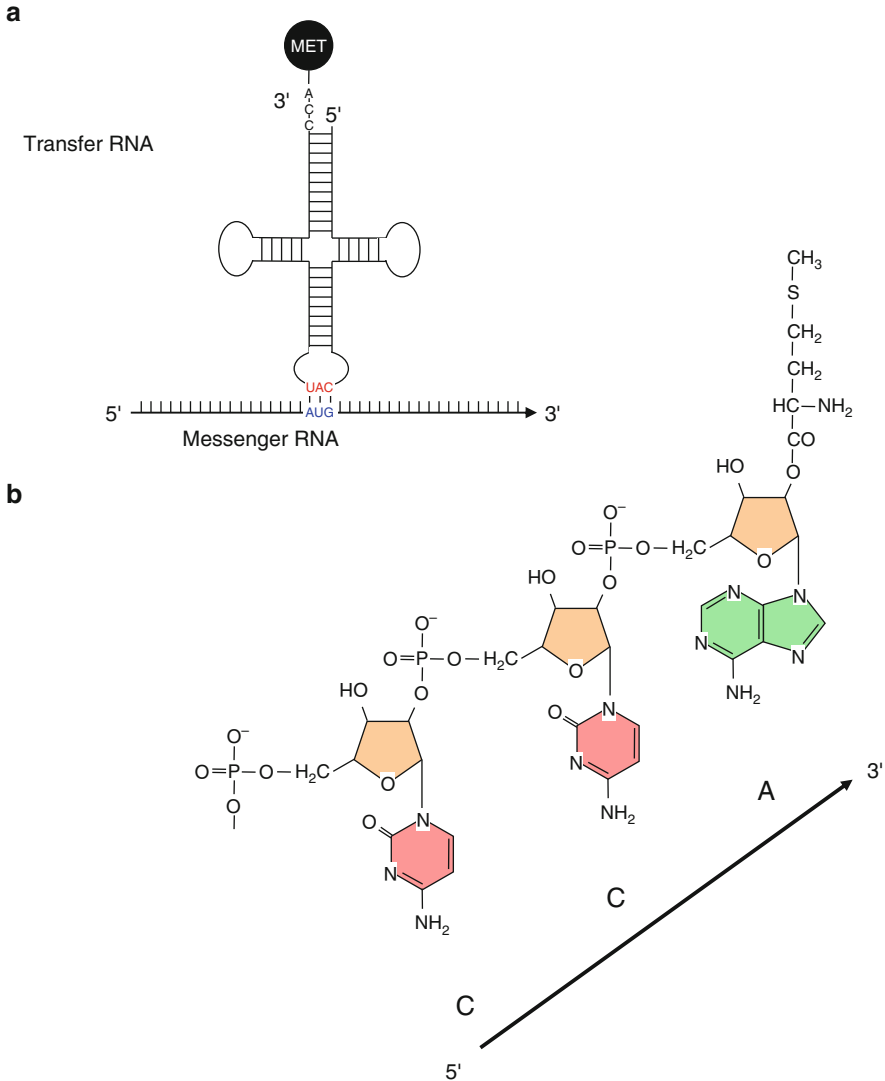 a
MET
A
C
C
3'
5'
Transfer RNA
UAC
AUG
5'
3'
Messenger RNA
b
CH3
S
CH2
CH2
HC–NH2
CO
O
HO
O
N
N
N
N
NH2
O–
O=P–O–H2C
O
HO
O
N
O
N
NH2
O–
O=P–O–H2C
O
HO
O
N
O
N
NH2
O–
O=P–O–H2C
O
A
3'
C
C
5'